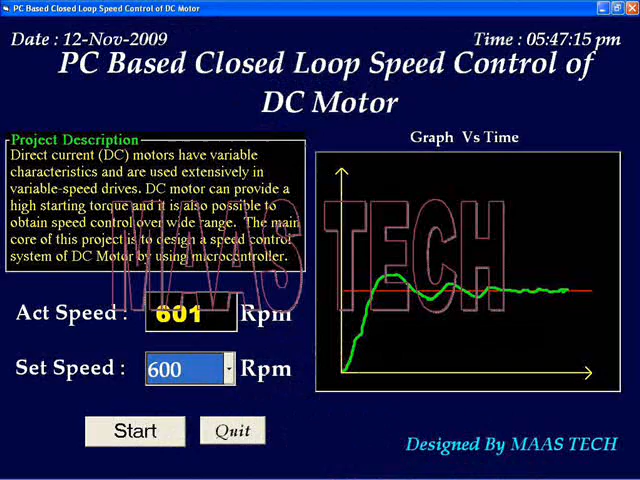 PC Based Closed Loop Speed Control of DC Motor
Date : 12-Nov-2009
Time : 05:47:15 pm
PC Based Closed Loop Speed Control of
DC Motor
Project Description
Direct current (DC) motors have variable
characteristics and are used extensively in
variable-speed drives. DC motor can provide a
high starting torque and it is also possible to
obtain speed control over wide range. The main
core of this project is to design a speed control
system of DC Motor by using microcontroller.
Graph Vs Time
MAAS TECH
Act Speed : 601 Rpm
Set Speed : 600 Rpm
Start
Quit
Designed By MAAS TECH